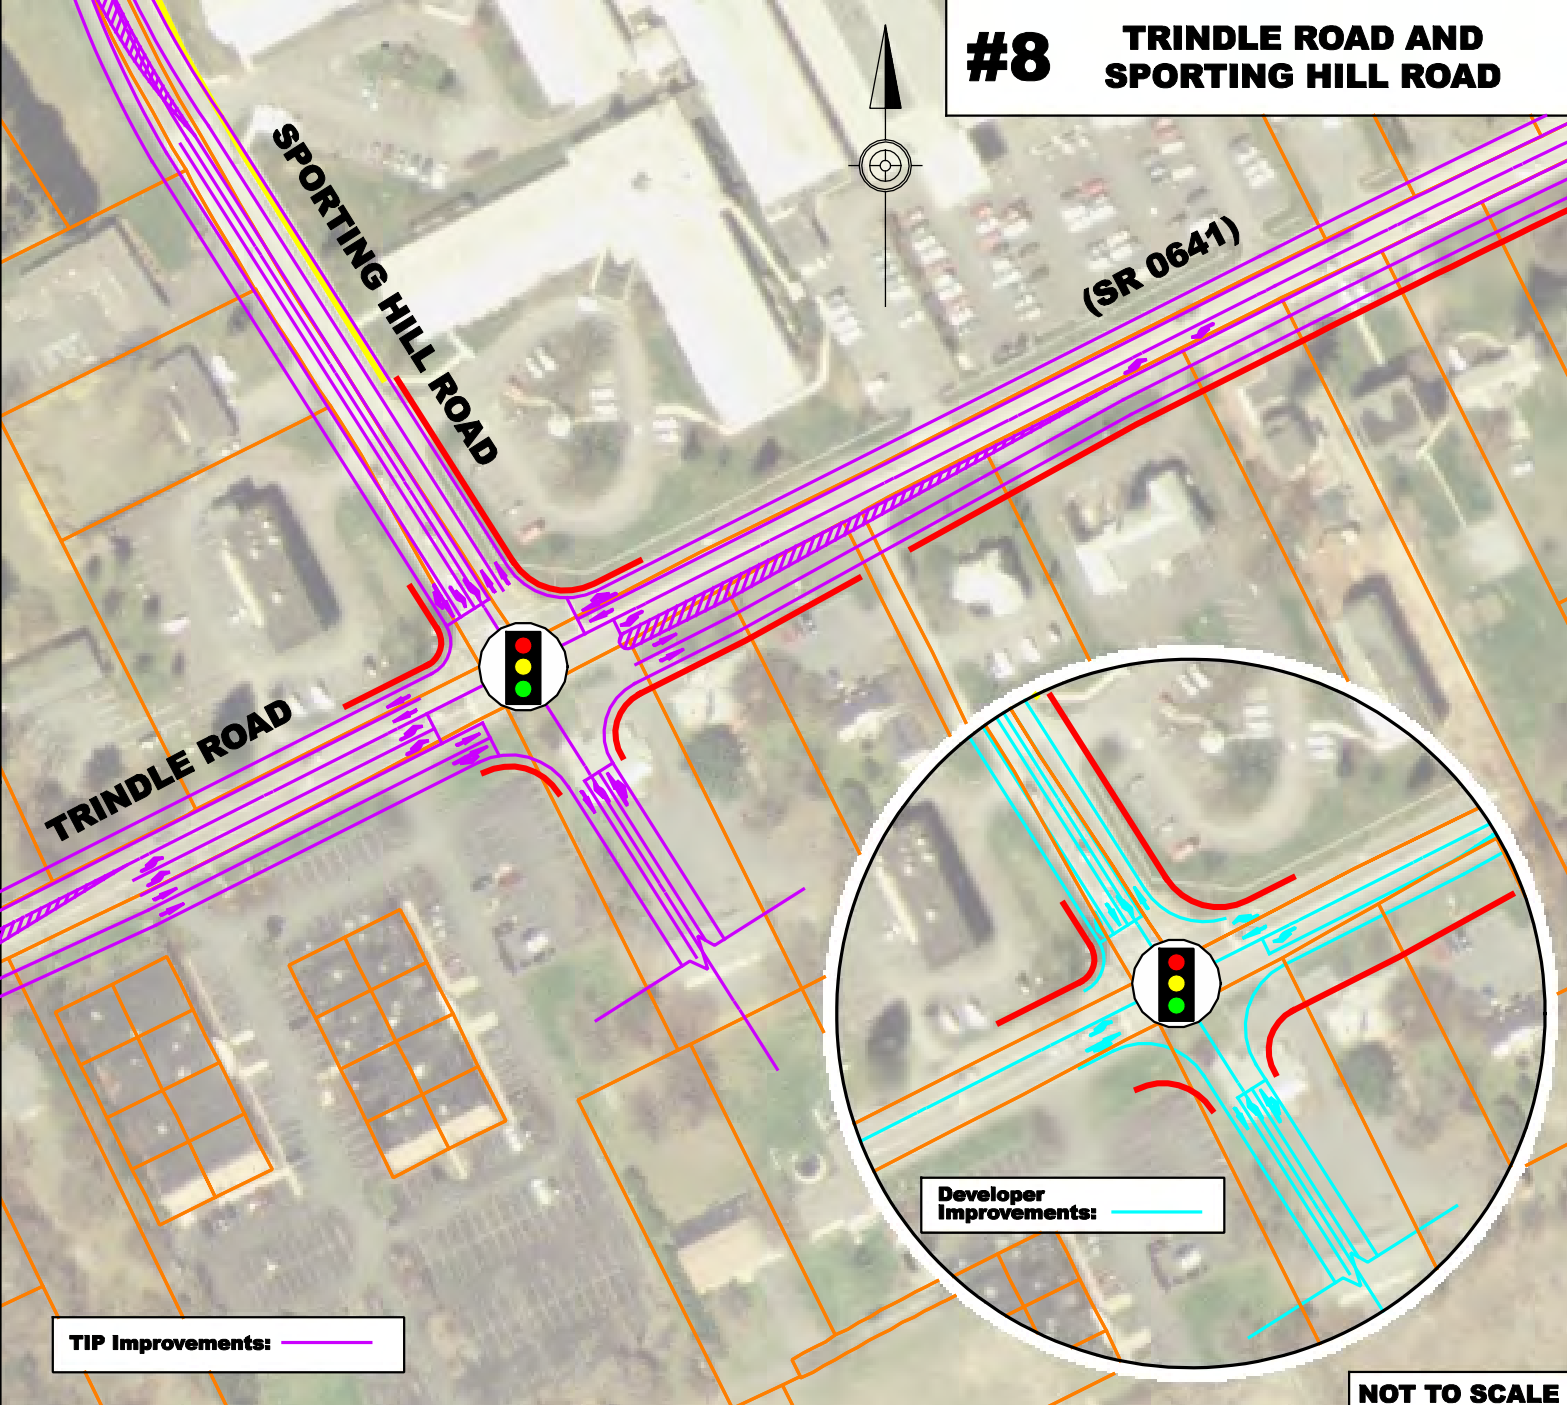 #8
TRINDLE ROAD AND
SPORTING HILL ROAD
SPORTING HILL ROAD
(SR 0641)
TRINDLE ROAD
Developer
Improvements:
TIP Improvements:
NOT TO SCALE